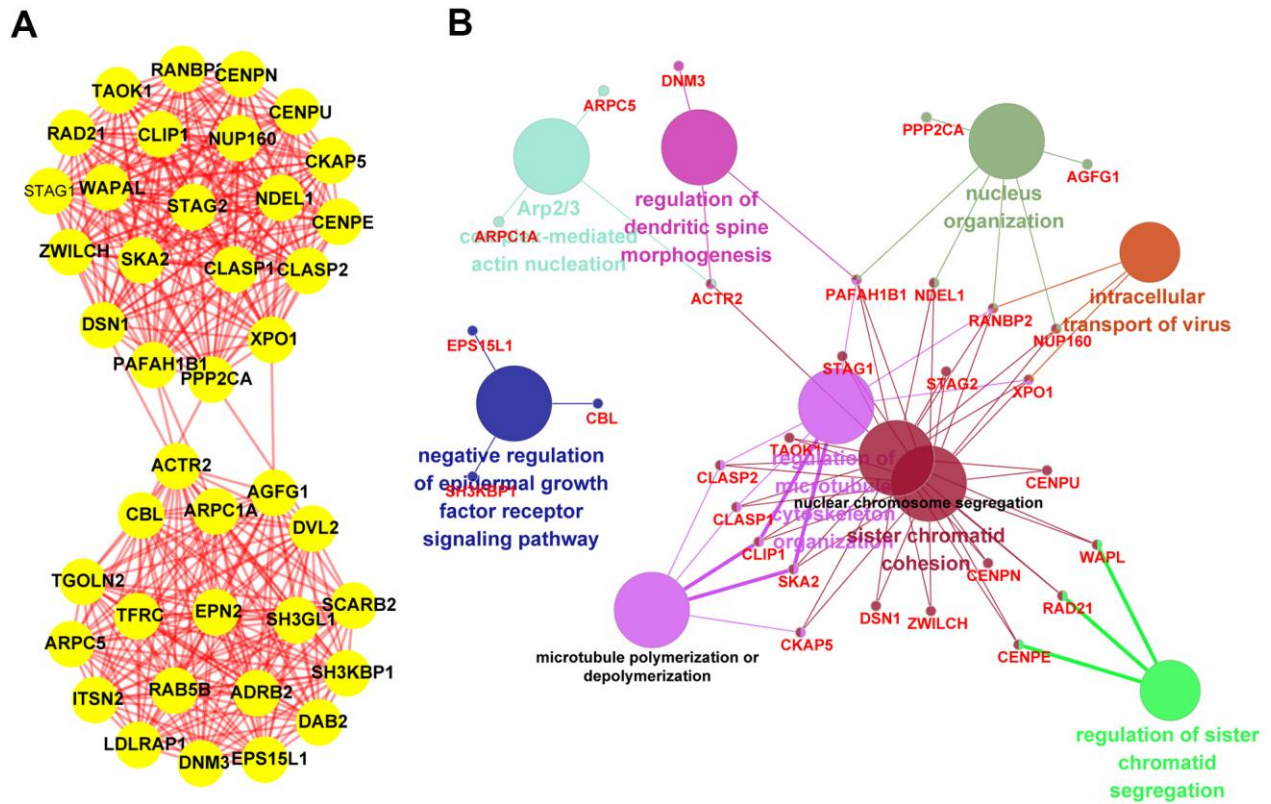 A
RANBP2
CENPN
TAOK1
CENPU
RAD21
CLIP1
NUP160
CKAP5
STAG1
WAPAL
STAG2
NDEL1
CENPE
ZWILCH
SKA2
CLASP1
CLASP2
DSN1
XPO1
PAFAH1B1
PPP2CA
ACTR2
AGFG1
CBL
ARPC1A
DVL2
TGOLN2
TFRC
EPN2
SH3GL1
SCARB2
ARPC5
SH3KBP1
ITSN2
RAB5B
ADRB2
DAB2
LDLRAP1
DNM3
EPS15L1
B
DNM3
ARPC5
PPP2CA
AGFG1
nucleus
organization
regulation of
dendritic spine
morphogenesis
Arp2/3
complex-mediated
actin nucleation
ARPC1A
ACTR2
PAFAH1B1
NDEL1
RANBP2
NUP160
intracellular
transport of virus
EPS15L1
STAG1
STAG2
XPO1
CBL
negative regulation
of epidermal growth
factor receptor
signaling pathway
SH3KBP1
TAOK1
CLASP2
regulation of
microtubule
cytoskeleton
organization
nuclear chromosome segregation
sister chromatid
cohesion
CENPU
CLASP1
CLIP1
SKA2
WAPL
CENPN
RAD21
DSN1
ZWILCH
CKAP5
CENPE
microtubule polymerization or
depolymerization
regulation of sister
chromatid
segregation